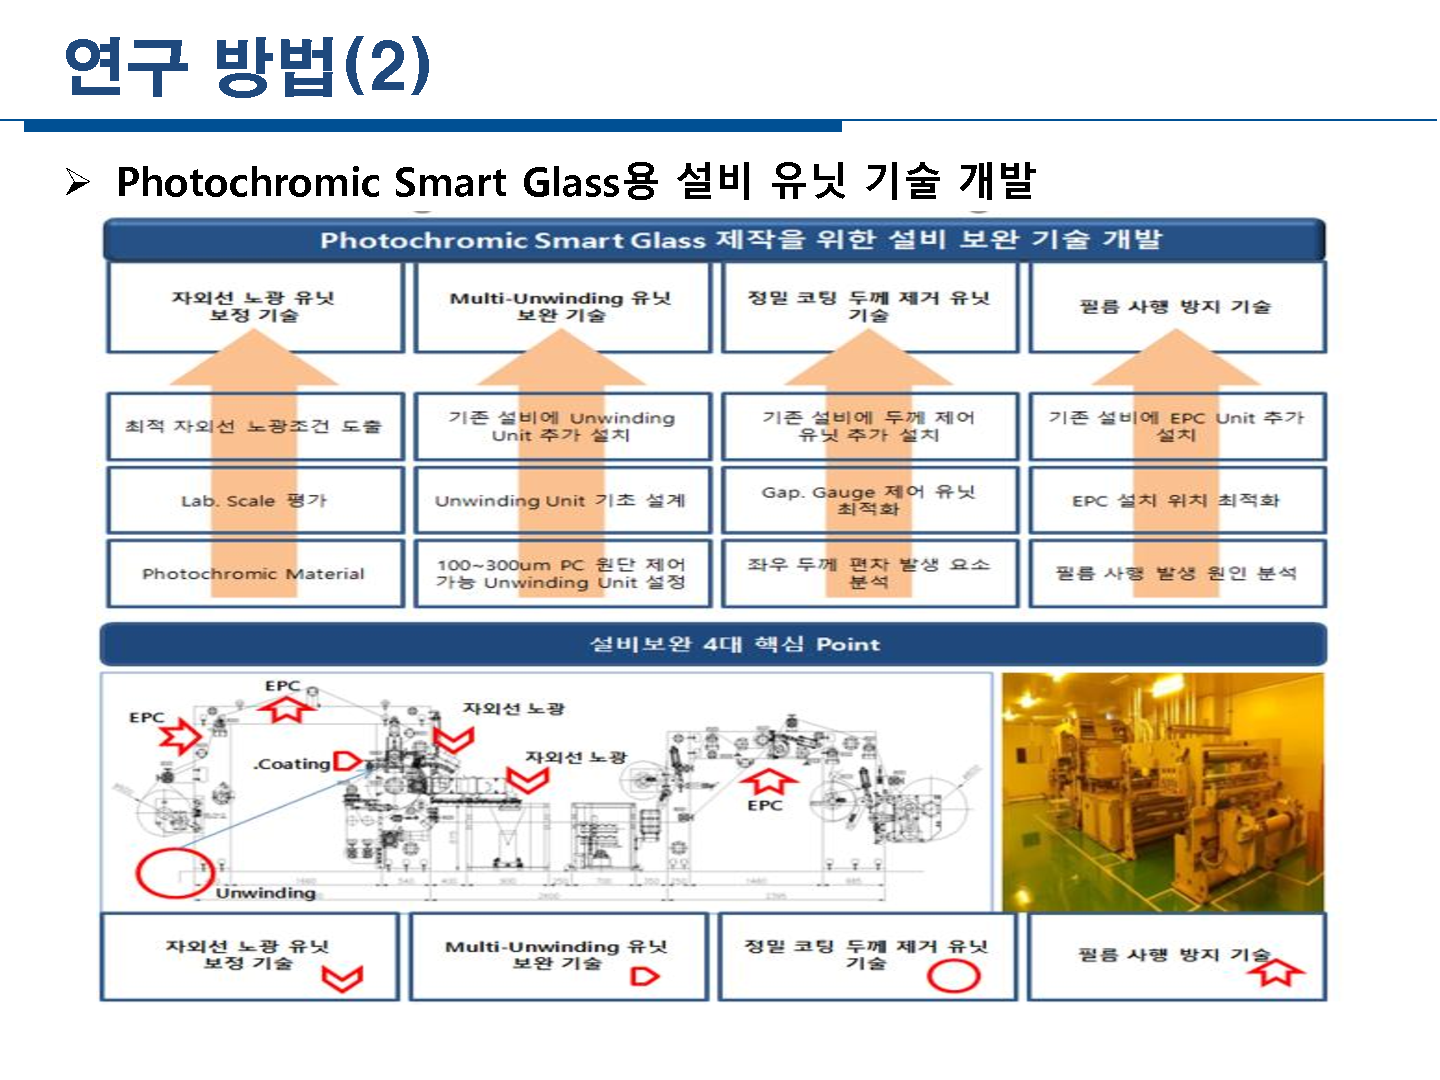 연구 방법(2)
Photochromic Smart Glass용 설비 유닛 기술 개발
Photochromic Smart Glass 제작을 위한 설비 보완 기술 개발
자외선 노광 유닛
보정 기술
Multi-Unwinding 유닛
보완 기술
정밀 코팅 두께 제거 유닛
기술
필름 사행 방지 기술
최적 자외선 노광조건 도출
기존 설비에 Unwinding
Unit 추가 설치
기존 설비에 두께 제어
유닛 추가 설치
기존 설비에 EPC Unit 추가
설치
Lab. Scale 평가
Unwinding Unit 기초 설계
Gap. Gauge 제어 유닛
최적화
EPC 설치 위치 최적화
Photochromic Material
100~300um PC 원단 제어
가능 Unwinding Unit 설정
좌우 두께 편차 발생 요소
분석
필름 사행 발생 원인 분석
설비보완 4대 핵심 Point
EPC
EPC
자외선 노광
.Coating
자외선 노광
EPC
Unwinding
자외선 노광 유닛
보정 기술
Multi-Unwinding 유닛
보완 기술
정밀 코팅 두께 제거 유닛
기술
필름 사행 방지 기술